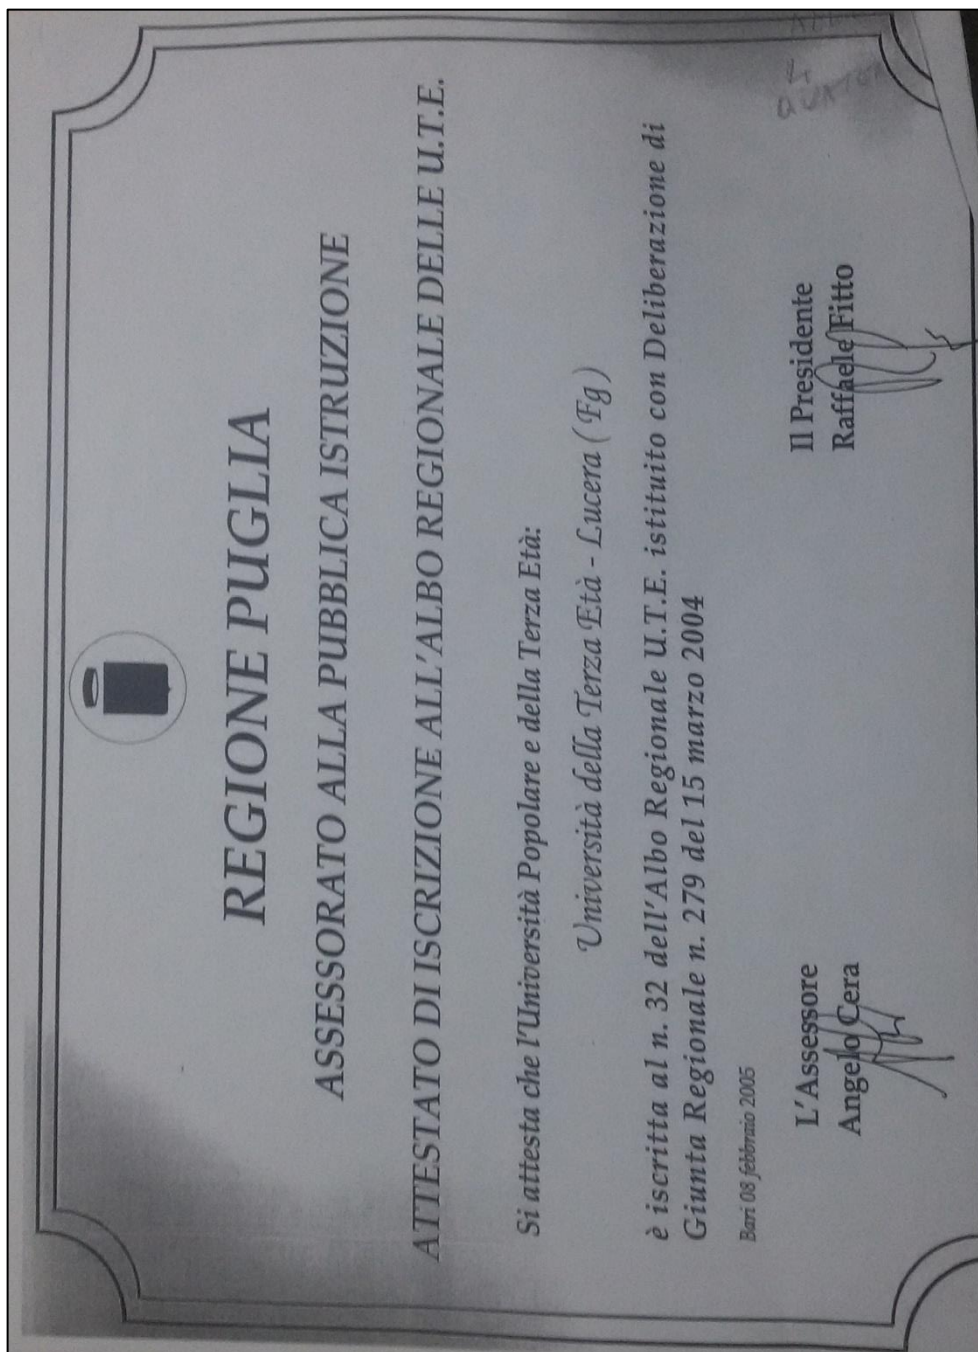 REGIONE PUGLIA
ASSESSORATO ALLA PUBBLICA ISTRUZIONE
ATTESTATO DI ISCRIZIONE ALL'ALBO REGIONALE DELLE U.T.E.
Si attesta che l'Università Popolare e della Terza Età:
Università della Terza Età - Lucera ( Fg )
è iscritta al n. 32 dell'Albo Regionale U.T.E. istituito con Deliberazione di
Giunta Regionale n. 279 del 15 marzo 2004
Bari 08 febbraio 2005
L'Assessore
Angelo Cera
Il Presidente
Raffaele Fitto